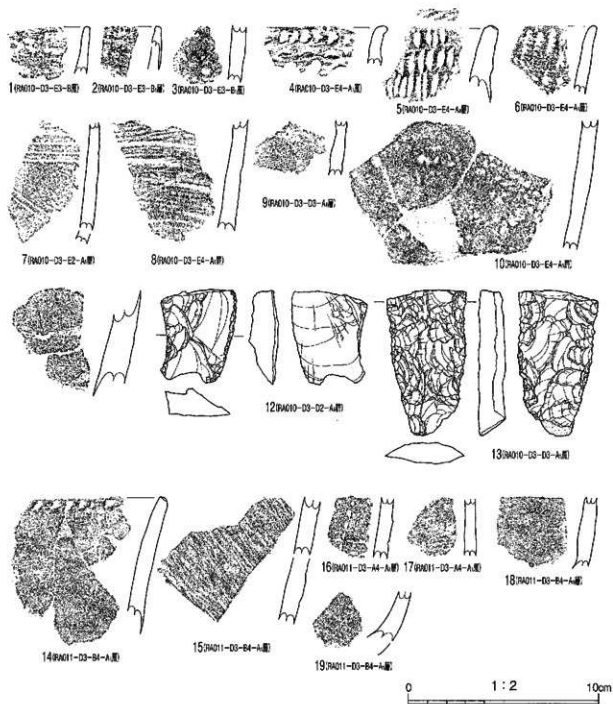 1(RA010-D3-E3-B層)
2(RA010-D3-E3-B層)
3(RA010-D3-E3-B層)
4(RA010-D3-E4-A層)
5(RA010-D3-E4-A層)
6(RA010-D3-E4-A層)
7(RA010-D3-E2-A層)
8(RA010-D3-E4-A層)
9(RA010-D3-D3-A層)
10(RA010-D3-E4-A層)
12(RA010-D3-D2-A層)
13(RA010-D3-D3-A層)
14(RA011-D3-B4-A層)
15(RA011-D3-B4-A層)
16(RA011-D3-A4-A層)
17(RA011-D3-A4-A層)
18(RA011-D3-B4-A層)
19(RA011-D3-B4-A層)
0 1:2 10cm